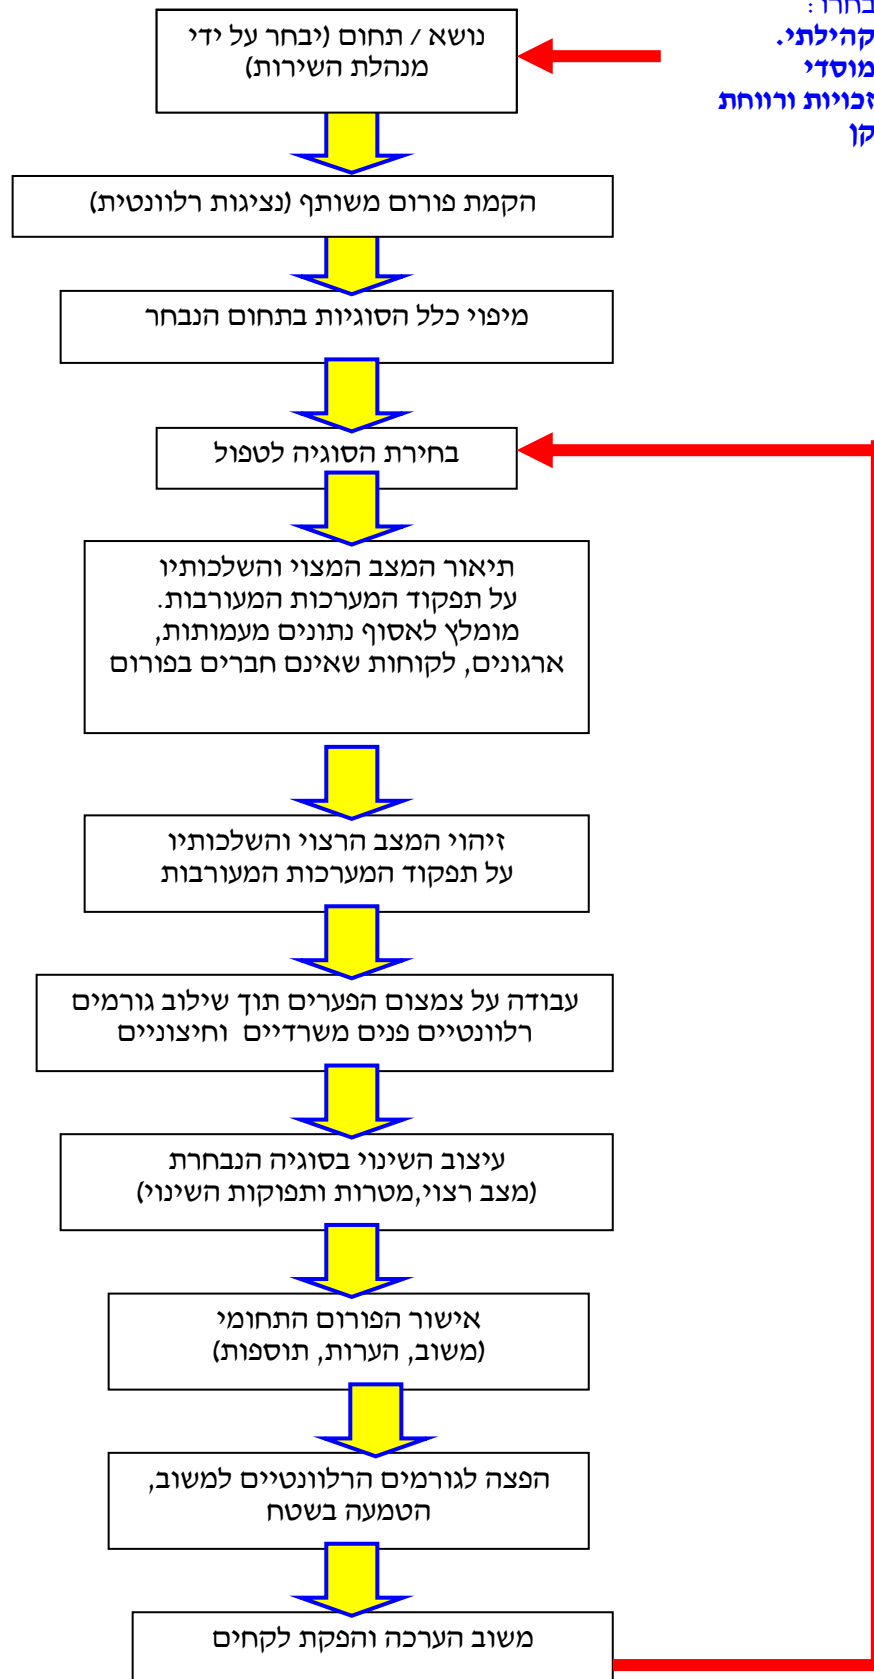 בחרו:
קהילתי.
מוסדי
זכויות ורווחת
קן
נושא / תחום (יבחר על ידי
מנהלת השירות)
הקמת פורום משותף (נציגות רלוונטית)
מיפוי כלל הסוגיות בתחום הנבחר
בחירת הסוגיה לטפול
תיאור המצב המצוי והשלכותיו
על תפקוד המערכות המעורבות.
מומלץ לאסוף נתונים מעמותות,
ארגונים, לקוחות שאינם חברים בפורום
זיהוי המצב הרצוי והשלכותיו
על תפקוד המערכות המעורבות
עבודה על צמצום הפערים תוך שילוב גורמים
רלוונטיים פנים משרדיים וחיצוניים
עיצוב השינוי בסוגיה הנבחרת
(מצב רצוי,מטרות ותפוקות השינוי)
אישור הפורום התחומי
(משוב, הערות, תוספות)
הפצה לגורמים הרלוונטיים למשוב,
הטמעה בשטח
משוב הערכה והפקת לקחים